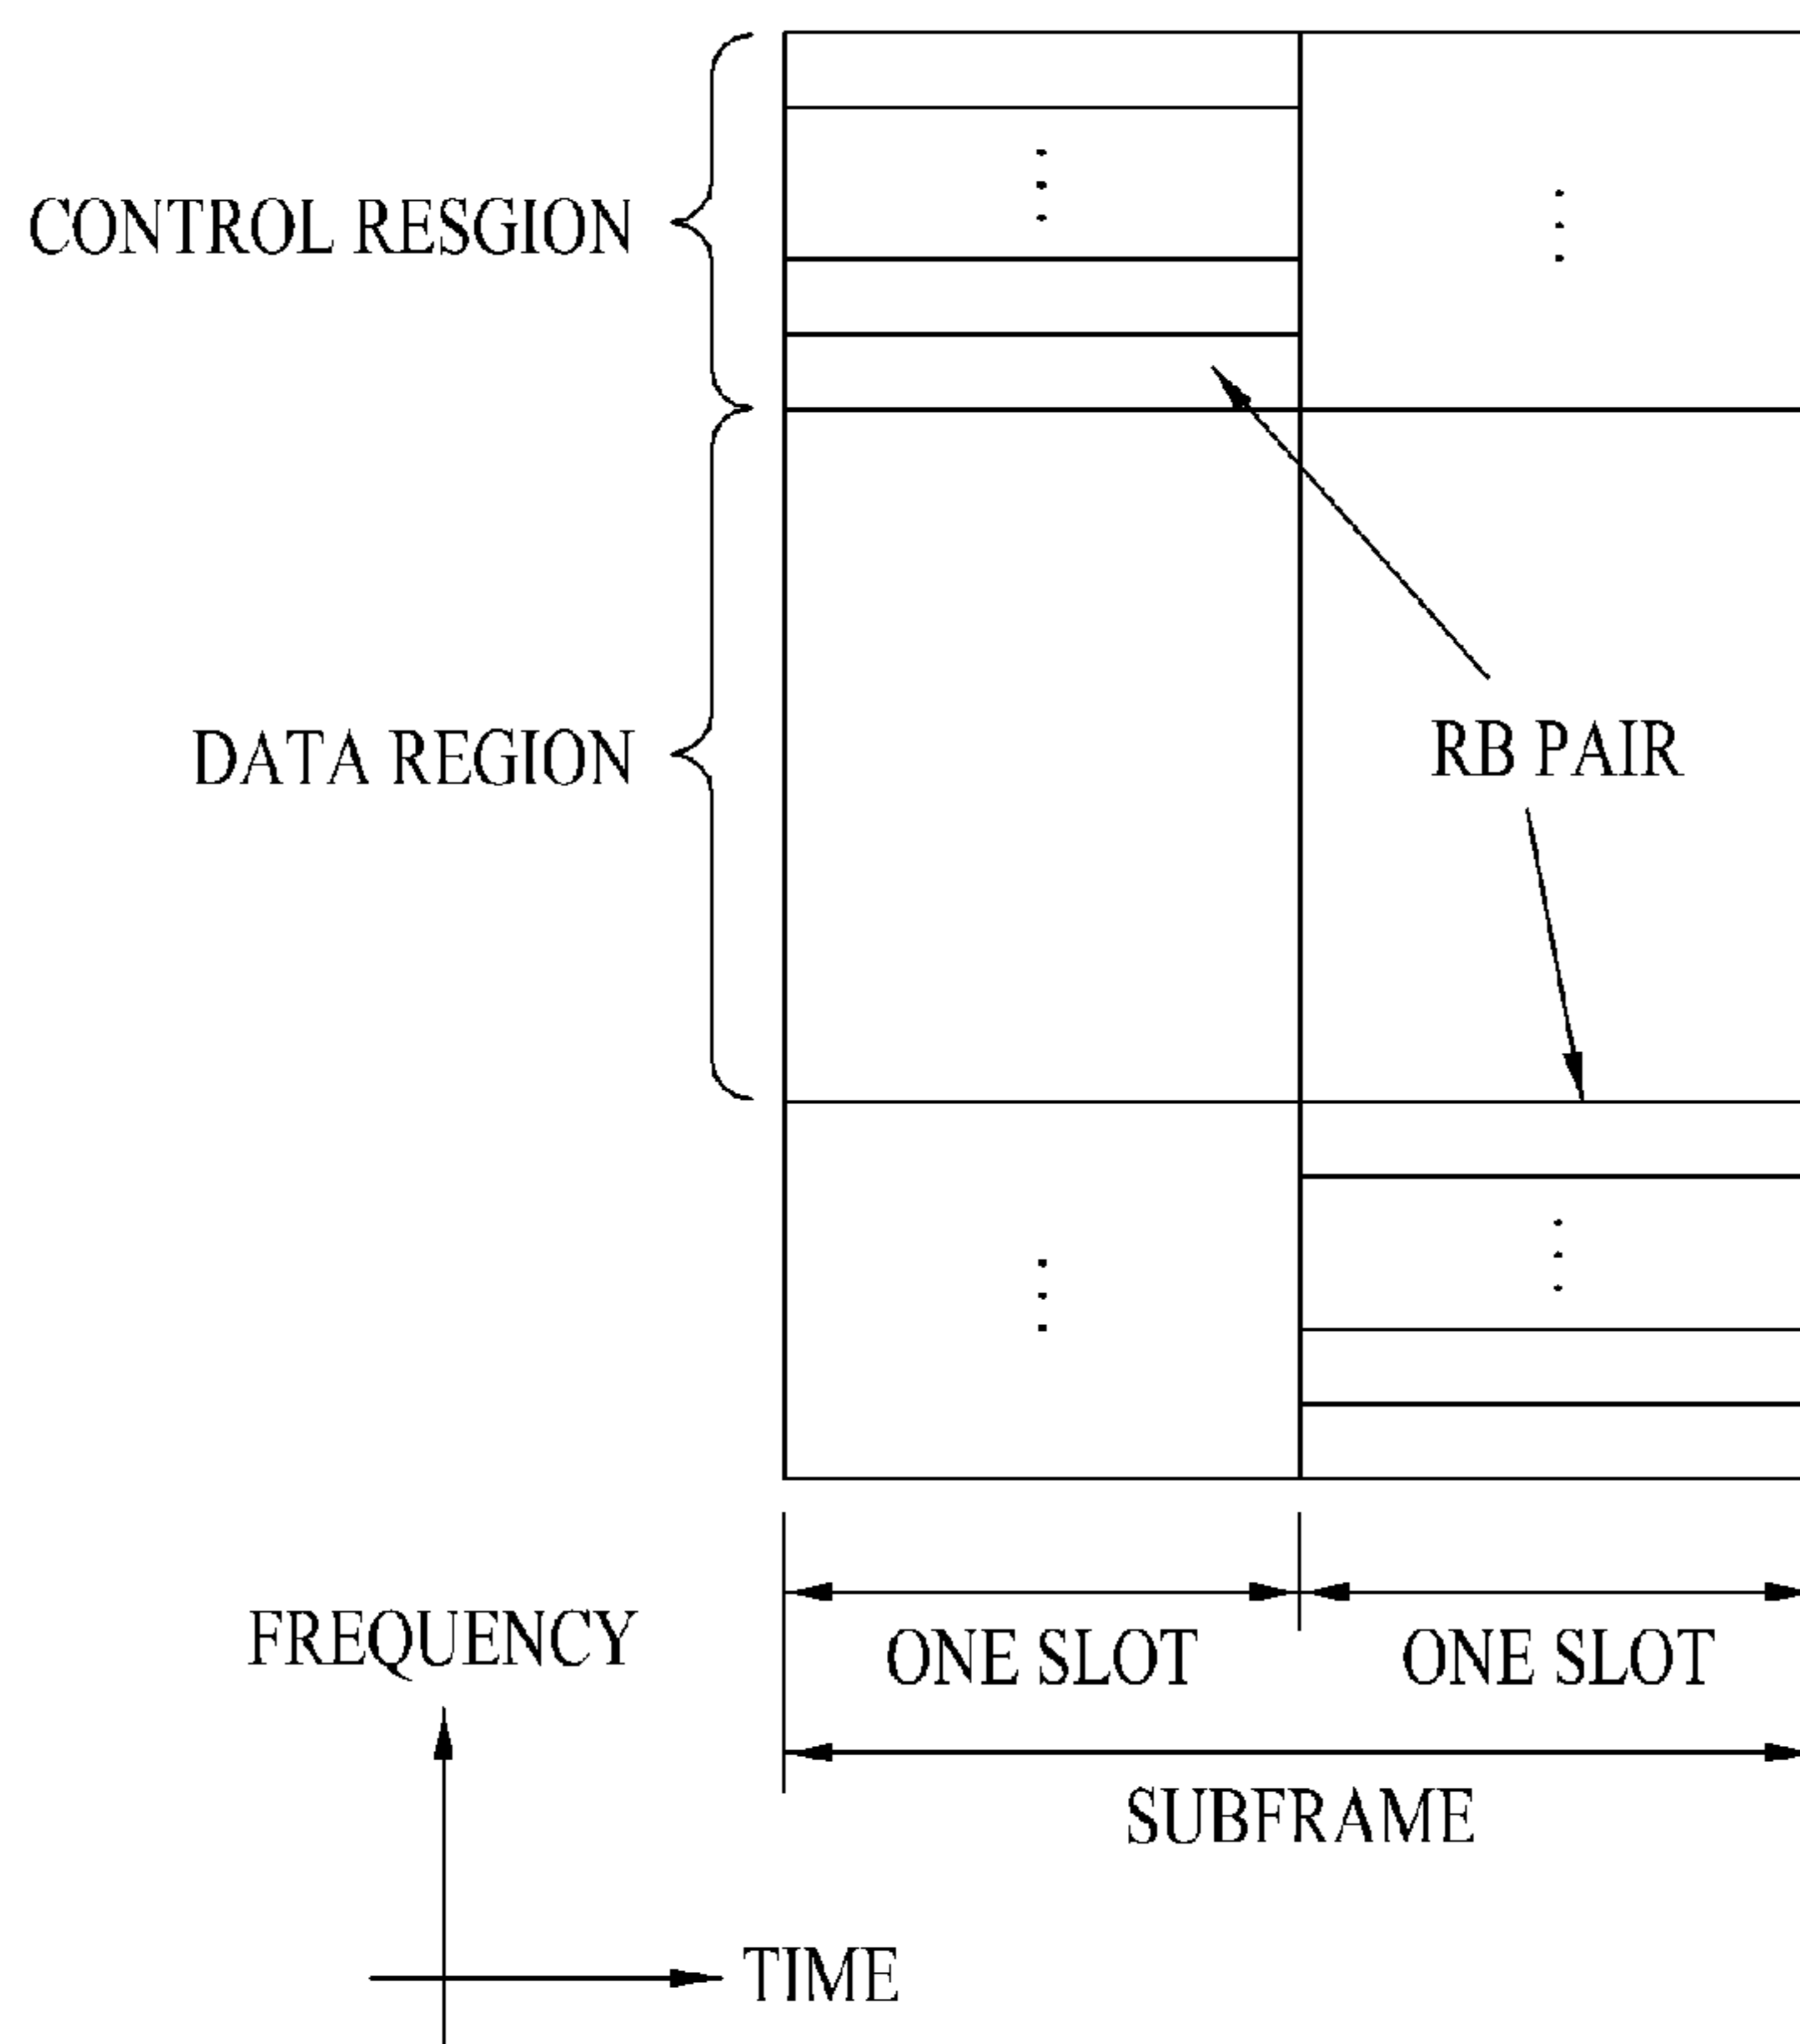 CONTROL RESGION
DATA REGION
RB PAIR
FREQUENCY
ONE SLOT
ONE SLOT
SUBFRAME
TIME